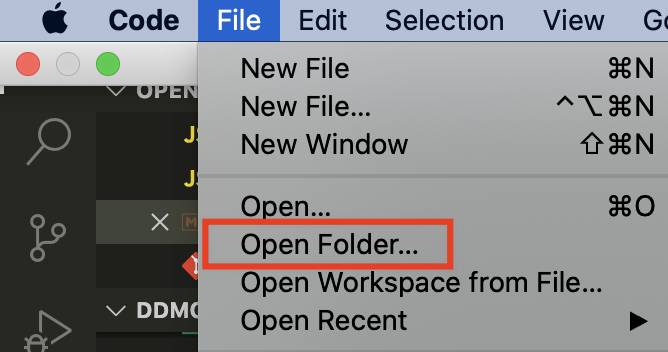 Code File Edit Selection View Go
OPEN
New File ⌘N
New File... ^⌥⌘N
JS
New Window ⇧⌘N
JS
Open... ⌘O
M
Open Folder...
Open Workspace from File...
DDMO
Open Recent ▶